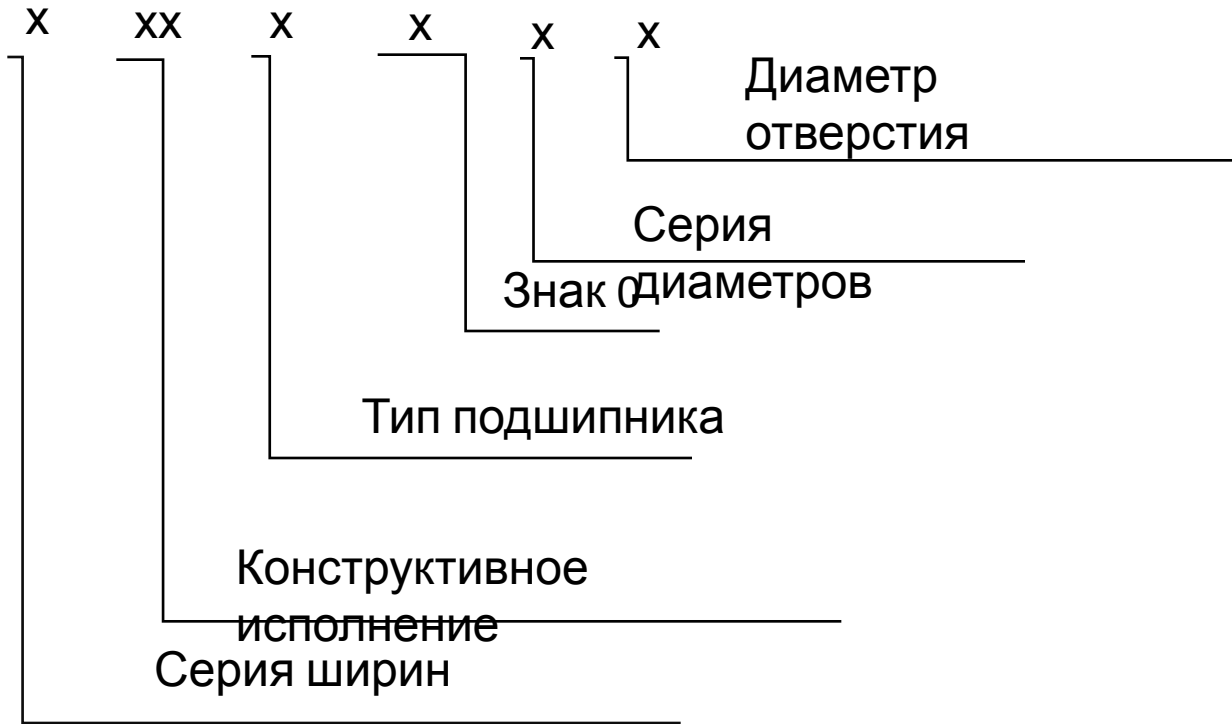 х хх х х х х
Диаметр
отверстия
Серия
диаметров
Знак 0
Тип подшипника
Конструктивное
исполнение
Серия ширин